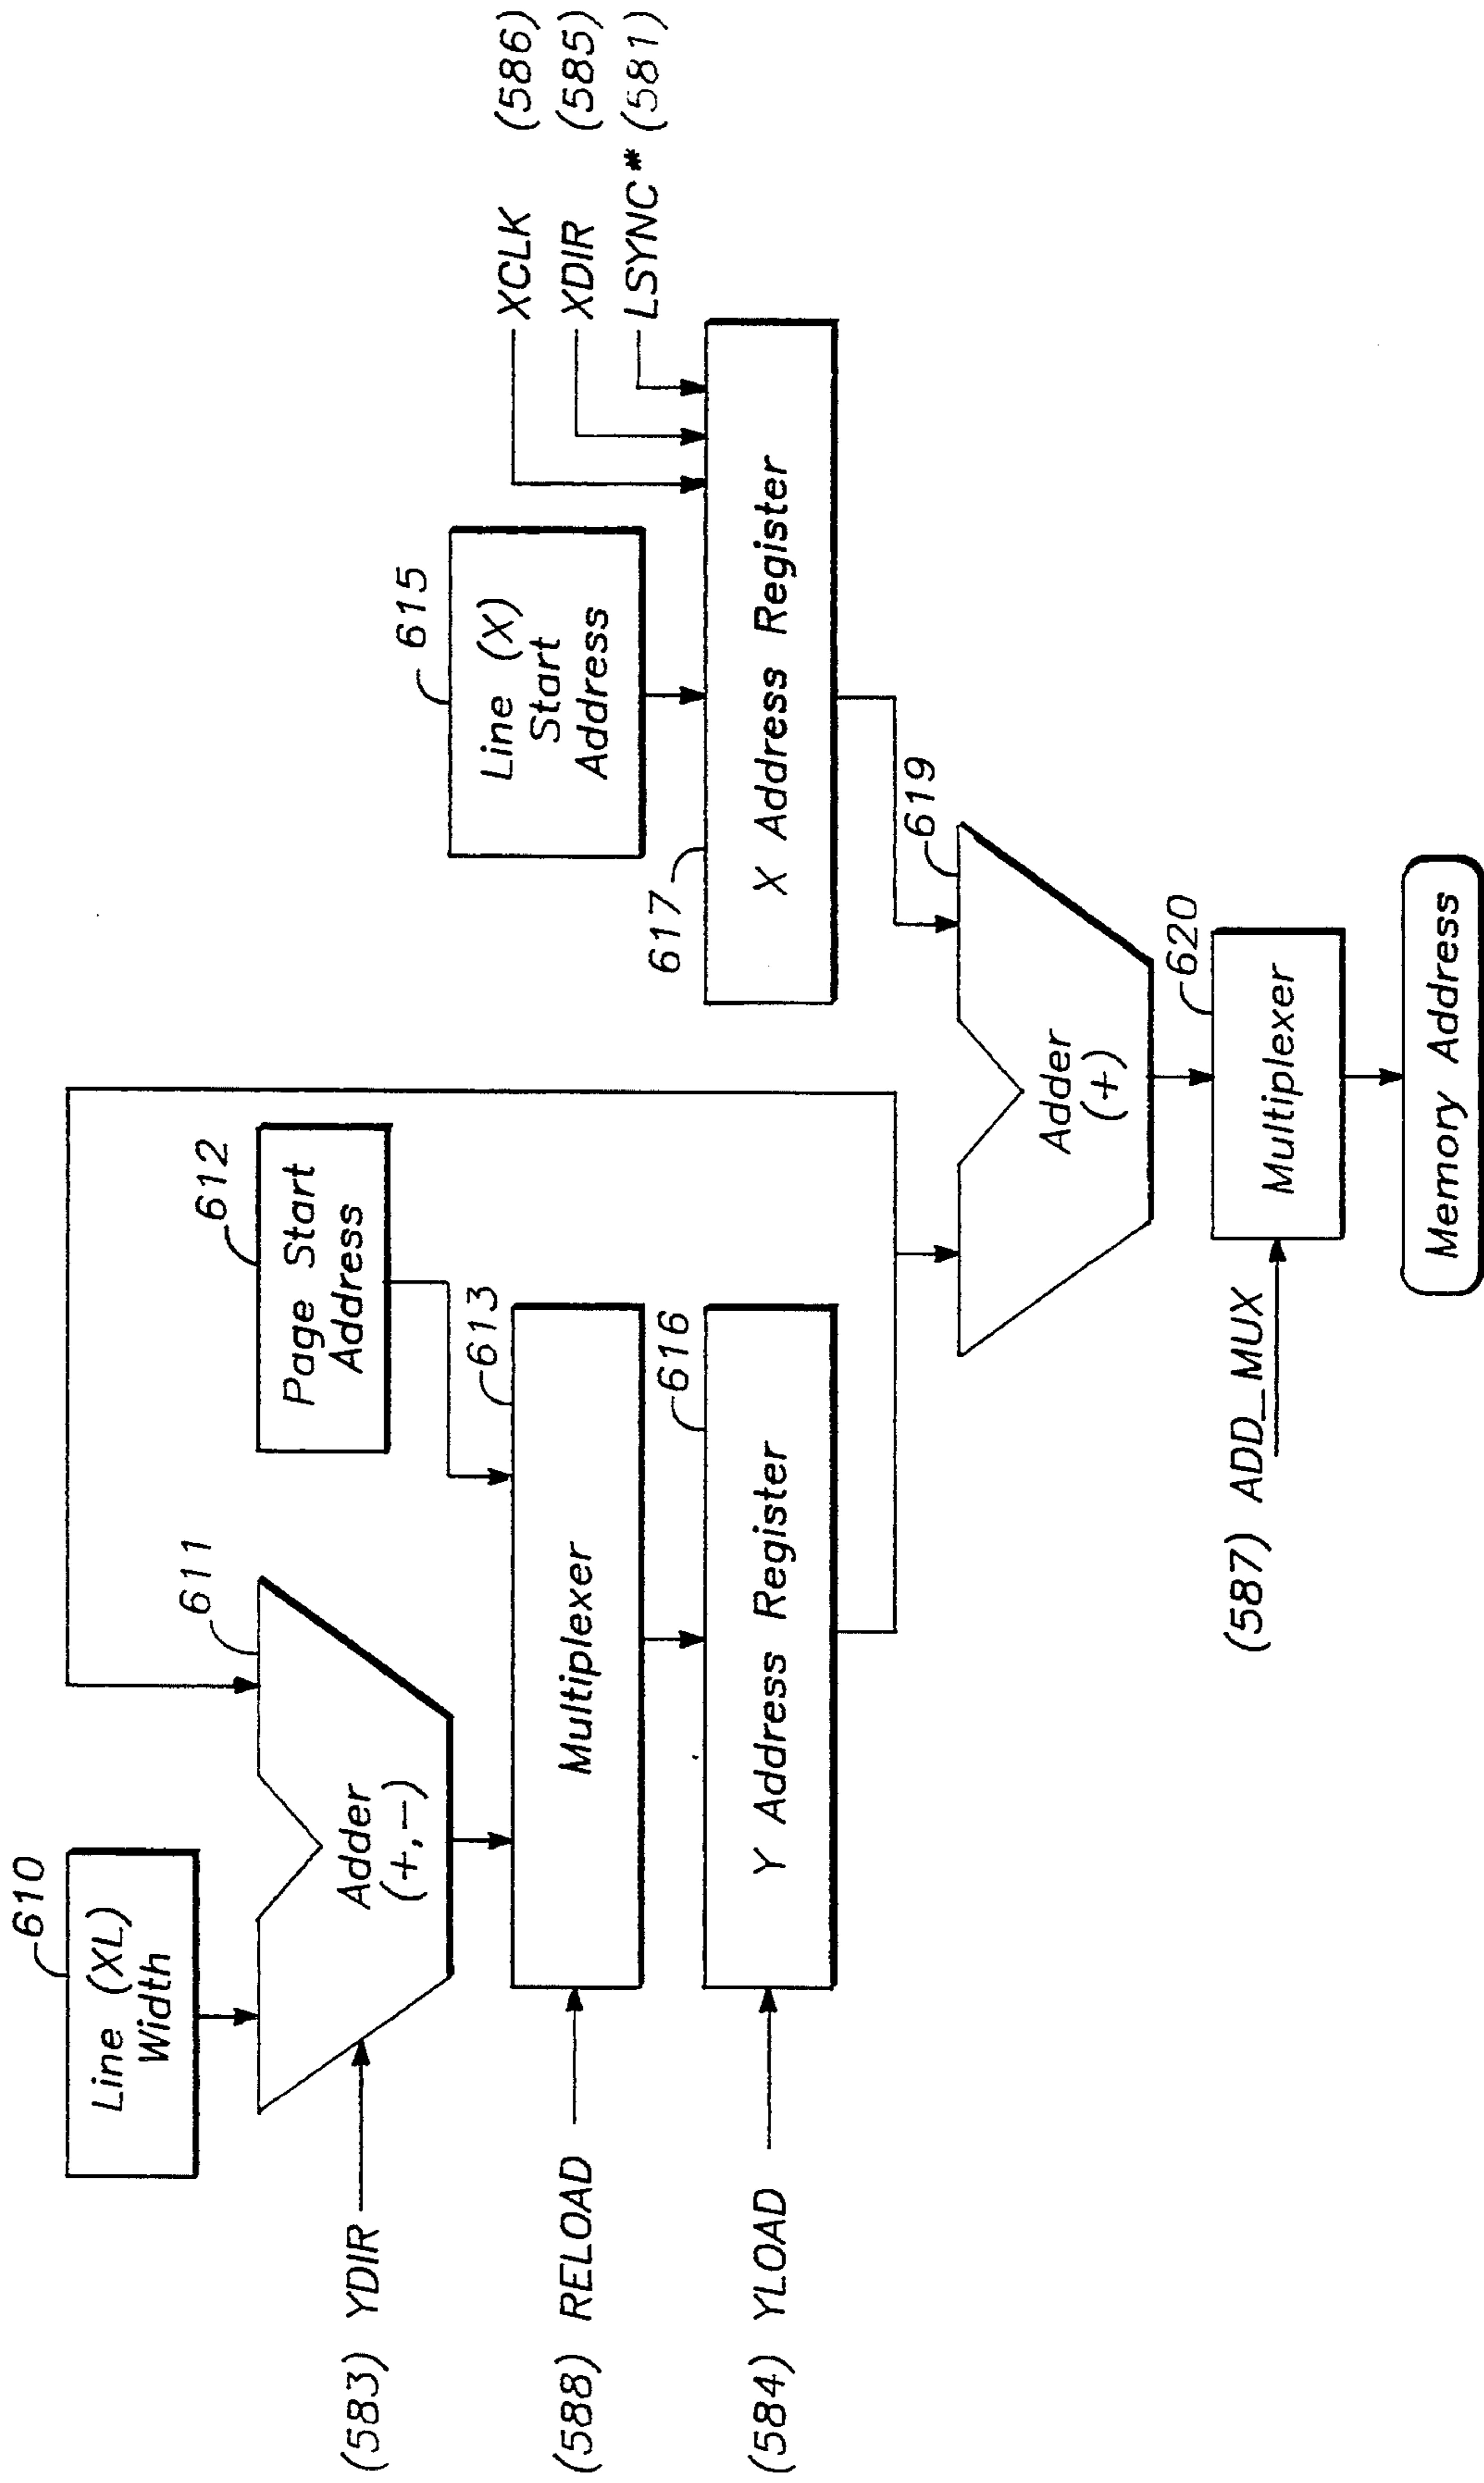 610
Line (XL)
Width
611
Adder
(+,-)
(583) YDIR
612
Page Start
Address
613
Multiplexer
(588) RELOAD
616
Y Address Register
(584) YLOAD
615
Line (X)
Start
Address
XCLK (586)
XDIR (585)
LSYNC* (581)
617
X Address Register
619
Adder
(+)
620
Multiplexer
(587) ADD_MUX
Memory Address